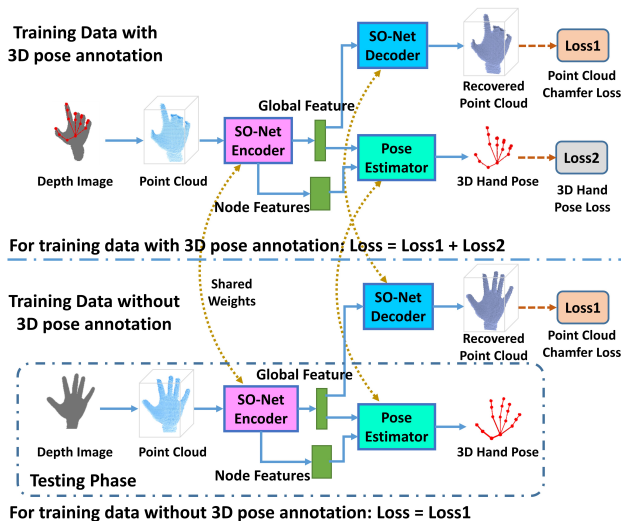 Training Data with
3D pose annotation
SO-Net
Decoder
Recovered
Point Cloud
Loss1
Point Cloud
Chamfer Loss
Global Feature
Depth Image
Point Cloud
SO-Net
Encoder
Pose
Estimator
3D Hand Pose
Loss2
3D Hand
Pose Loss
Node Features
For training data with 3D pose annotation: Loss = Loss1 + Loss2
Shared
Weights
Training Data without
3D pose annotation
SO-Net
Decoder
Recovered
Point Cloud
Loss1
Point Cloud
Chamfer Loss
Global Feature
Depth Image
Point Cloud
SO-Net
Encoder
Pose
Estimator
3D Hand Pose
Node Features
Testing Phase
For training data without 3D pose annotation: Loss = Loss1